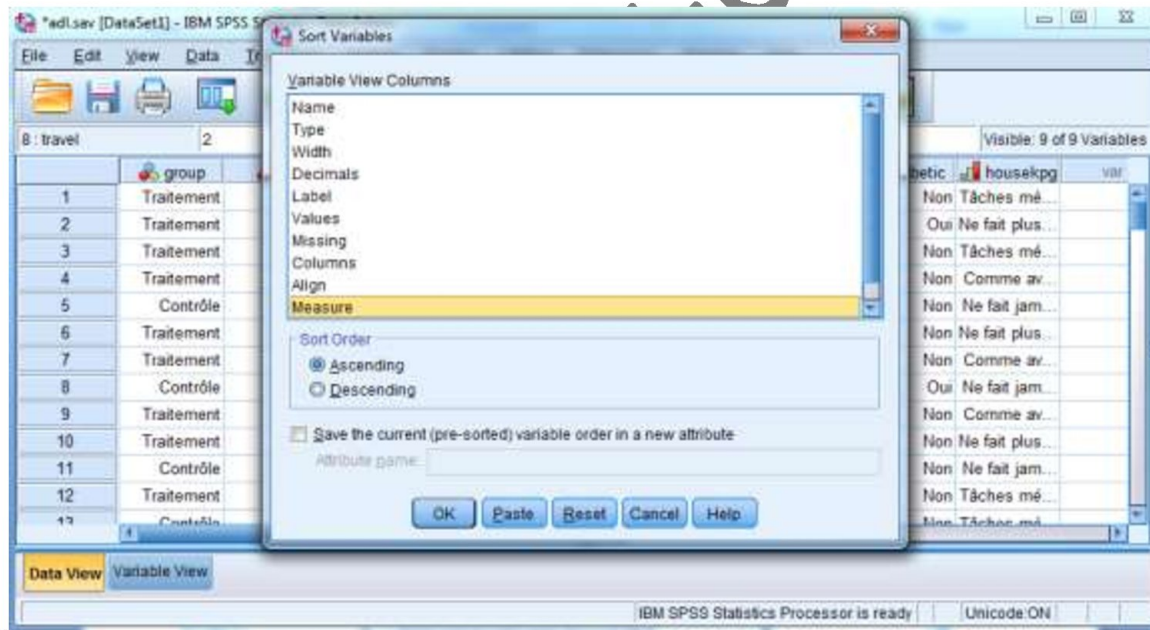 *adl.sav [DataSet1] - IBM SPSS S
Sort Variables
File Edit View Data
Variable View Columns
Name
Type
Width
Decimals
Label
Values
Missing
Columns
Align
Measure
Sort Order
Ascending
Descending
Save the current (pre-sorted) variable order in a new attribute
Attribute name:
OK Paste Reset Cancel Help
8 : travel 2
Visible: 9 of 9 Variables
group betic housekpg var
1 Traitement Non Tâches mé...
2 Traitement Oui Ne fait plus...
3 Traitement Non Tâches mé...
4 Traitement Non Comme av...
5 Contrôle Non Ne fait jam...
6 Traitement Non Ne fait plus...
7 Traitement Non Comme av...
8 Contrôle Oui Ne fait jam...
9 Traitement Non Comme av...
10 Traitement Non Ne fait plus...
11 Contrôle Non Ne fait jam...
12 Traitement Non Tâches mé...
13 Contrôle Non Tâches mé
Data View Variable View
IBM SPSS Statistics Processor is ready Unicode:ON